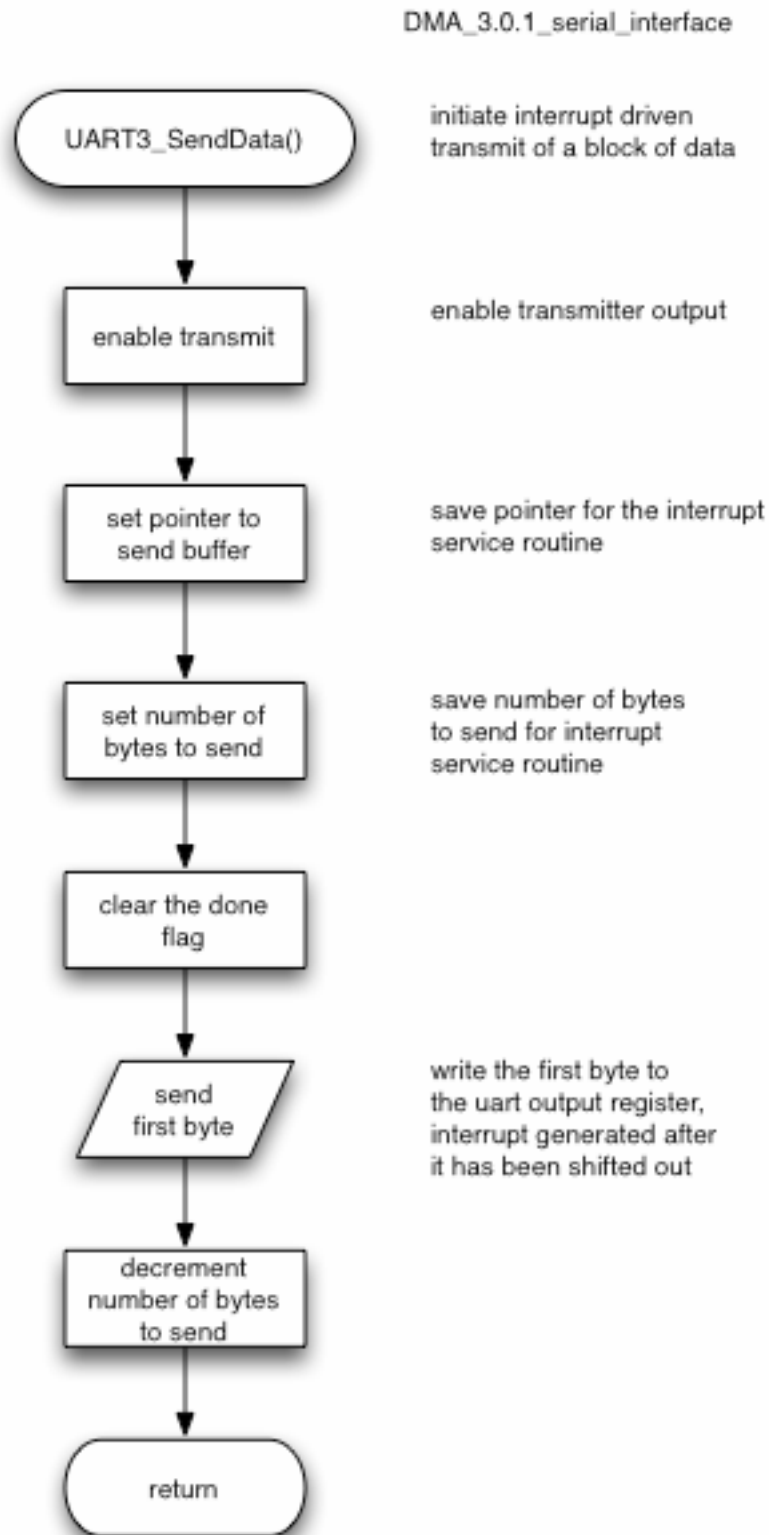 DMA_3.0.1_serial_interface
UART3_SendData()
initiate interrupt driven
transmit of a block of data
enable transmit
enable transmitter output
set pointer to
send buffer
save pointer for the interrupt
service routine
set number of
bytes to send
save number of bytes
to send for interrupt
service routine
clear the done
flag
send
first byte
write the first byte to
the uart output register,
interrupt generated after
it has been shifted out
decrement
number of bytes
to send
return